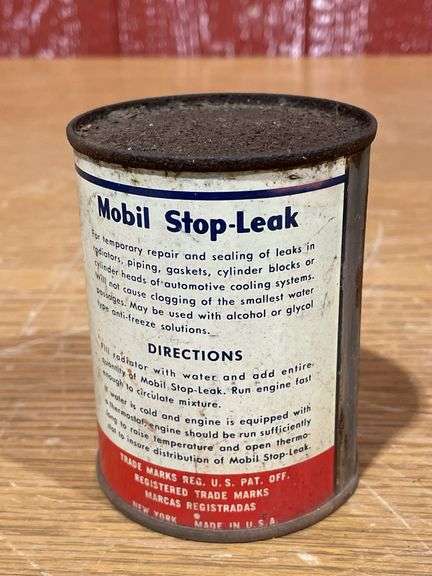 Mobil Stop-Leak
For temporary repair and sealing of leaks in
radiators, piping, gaskets, cylinder blocks or
cylinder heads of automotive cooling systems.
Will not cause clogging of the smallest water
passages. May be used with alcohol or glycol
type anti-freeze solutions.
DIRECTIONS
Fill radiator with water and add entire
quantity of Mobil Stop-Leak. Run engine fast
enough to circulate mixture.
If water is cold and engine is equipped with
a thermostat, engine should be run sufficiently
long to raise temperature and open thermo-
stat to insure distribution of Mobil Stop-Leak.
TRADE MARKS REG. U.S. PAT. OFF.
REGISTERED TRADE MARKS
MARCAS REGISTRADAS
NEW YORK MADE IN U.S.A.